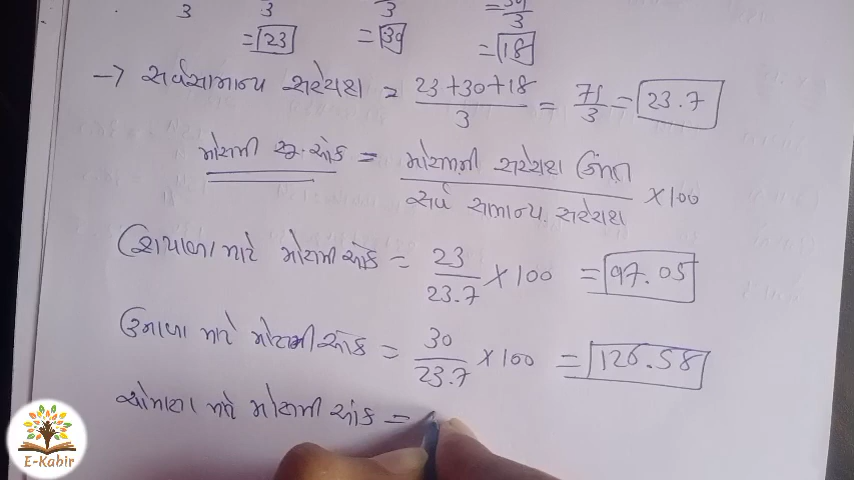 3 3 3 = 54/3
= 23 = 30 = 18
→ સર્વસામાન્ય સરેરાશ = 23+30+18/3 = 71/3 = 23.7
મોસમી સૂ.આંક = મોસમની સરેરાશ કિંમત/સર્વ સામાન્ય સરેરાશ × 100
શિયાળા માટે મોસમી આંક = 23/23.7 × 100 = 97.05
ઉનાળા માટે મોસમી આંક = 30/23.7 × 100 = 126.58
ચોમાસા માટે મોસમી આંક =
E-Kabir